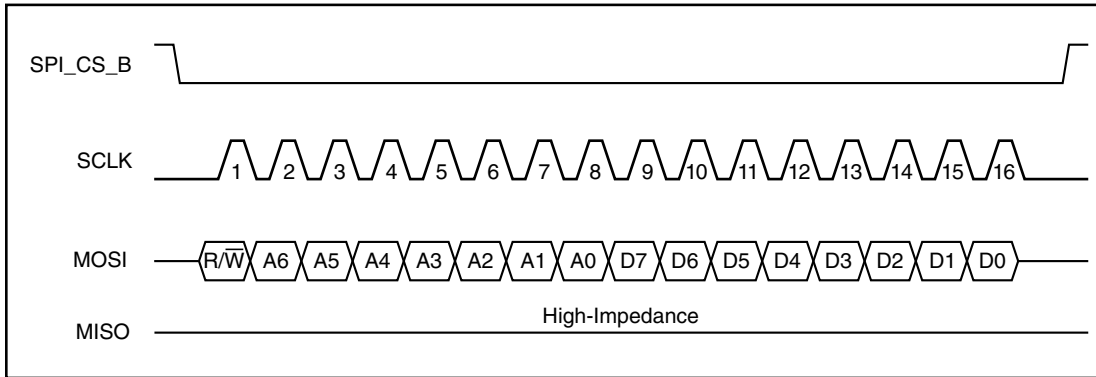 SPI_CS_B
SCLK 1 2 3 4 5 6 7 8 9 10 11 12 13 14 15 16
MOSI R/W̅ A6 A5 A4 A3 A2 A1 A0 D7 D6 D5 D4 D3 D2 D1 D0
High-Impedance
MISO